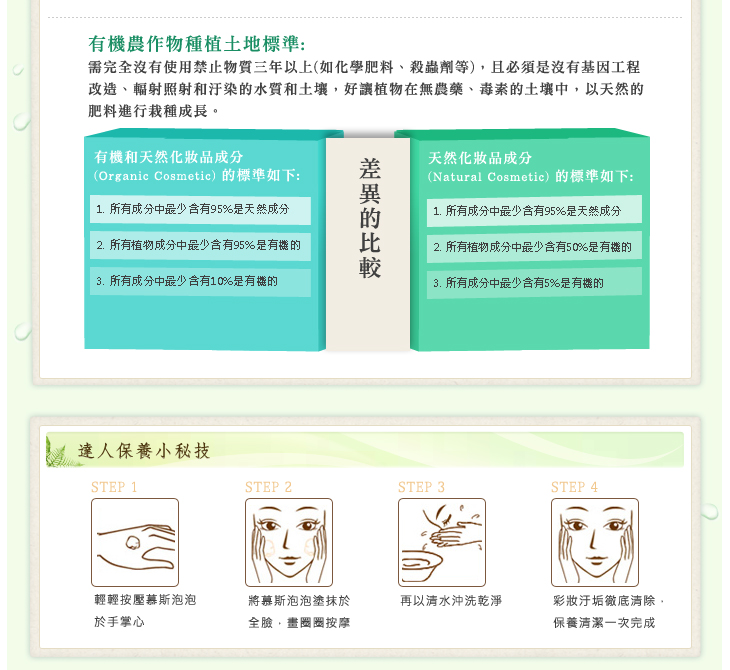 有機農作物種植土地標準:
需完全沒有使用禁止物質三年以上(如化學肥料、殺蟲劑等)，且必須是沒有基因工程
改造、輻射照射和汙染的水質和土壤，好讓植物在無農藥、毒素的土壤中，以天然的
肥料進行栽種成長。
有機和天然化妝品成分
(Organic Cosmetic) 的標準如下:
1. 所有成分中最少含有95%是天然成分
2. 所有植物成分中最少含有95%是有機的
3. 所有成分中最少含有10%是有機的
差異的比較
天然化妝品成分
(Natural Cosmetic) 的標準如下:
1. 所有成分中最少含有95%是天然成分
2. 所有植物成分中最少含有50%是有機的
3. 所有成分中最少含有5%是有機的
達人保養小秘技
STEP 1
輕輕按壓慕斯泡泡
於手掌心
STEP 2
將慕斯泡泡塗抹於
全臉，畫圈圈按摩
STEP 3
再以清水沖洗乾淨
STEP 4
彩妝汙垢徹底清除，
保養清潔一次完成